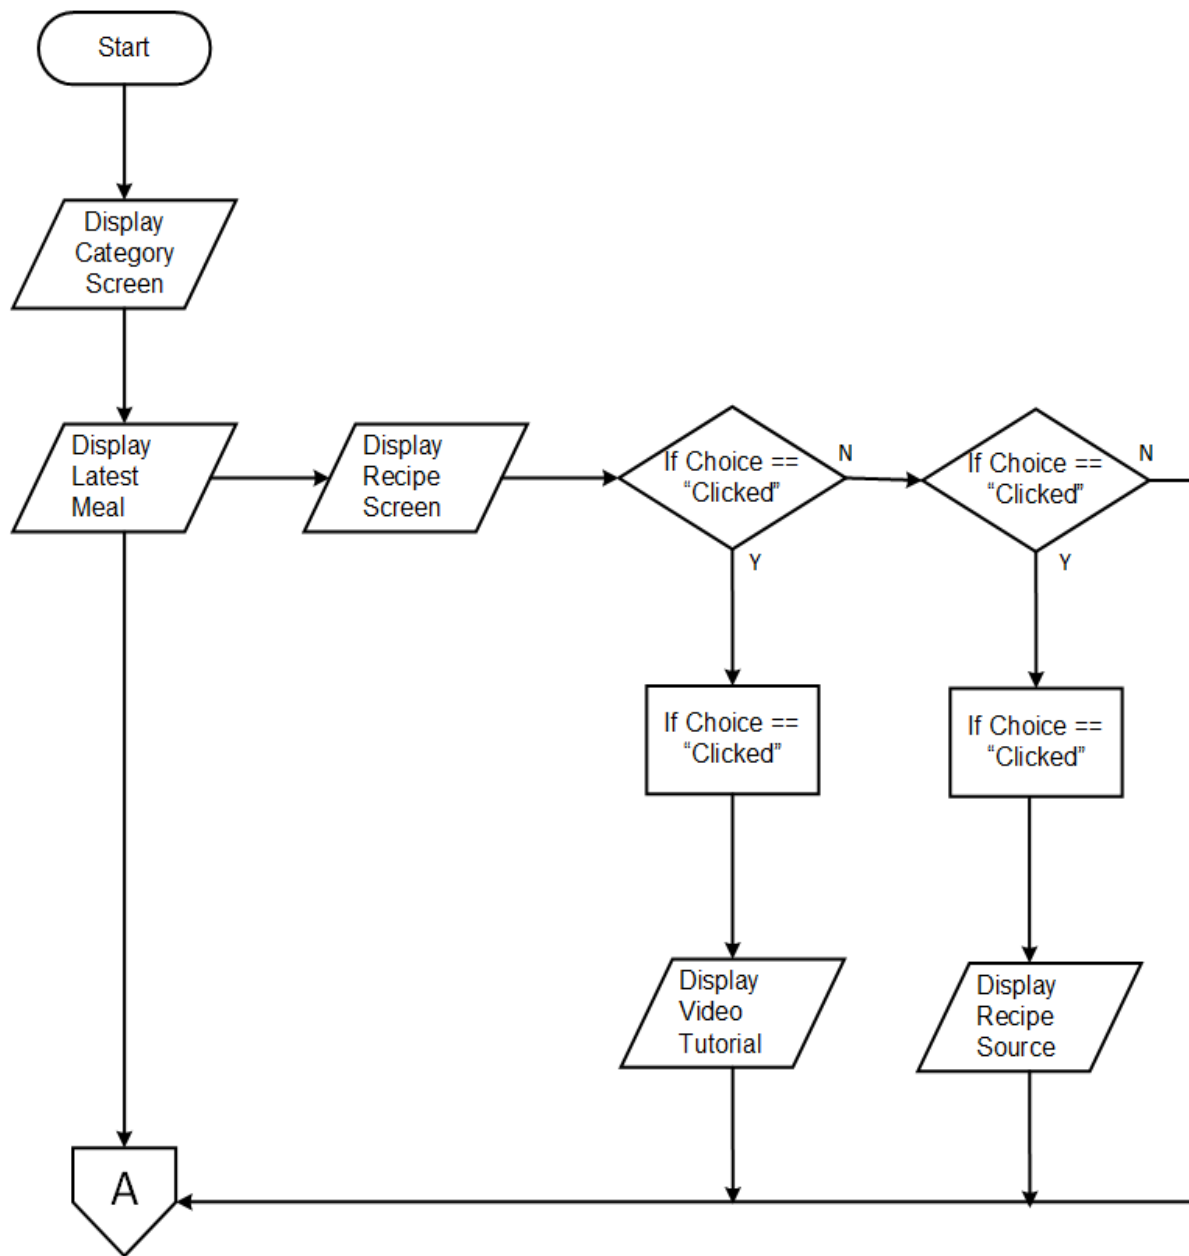 Start
Display
Category
Screen
Display
Latest
Meal
Display
Recipe
Screen
If Choice ==
“Clicked”
N
Y
If Choice ==
“Clicked”
N
Y
If Choice ==
“Clicked”
If Choice ==
“Clicked”
Display
Video
Tutorial
Display
Recipe
Source
A